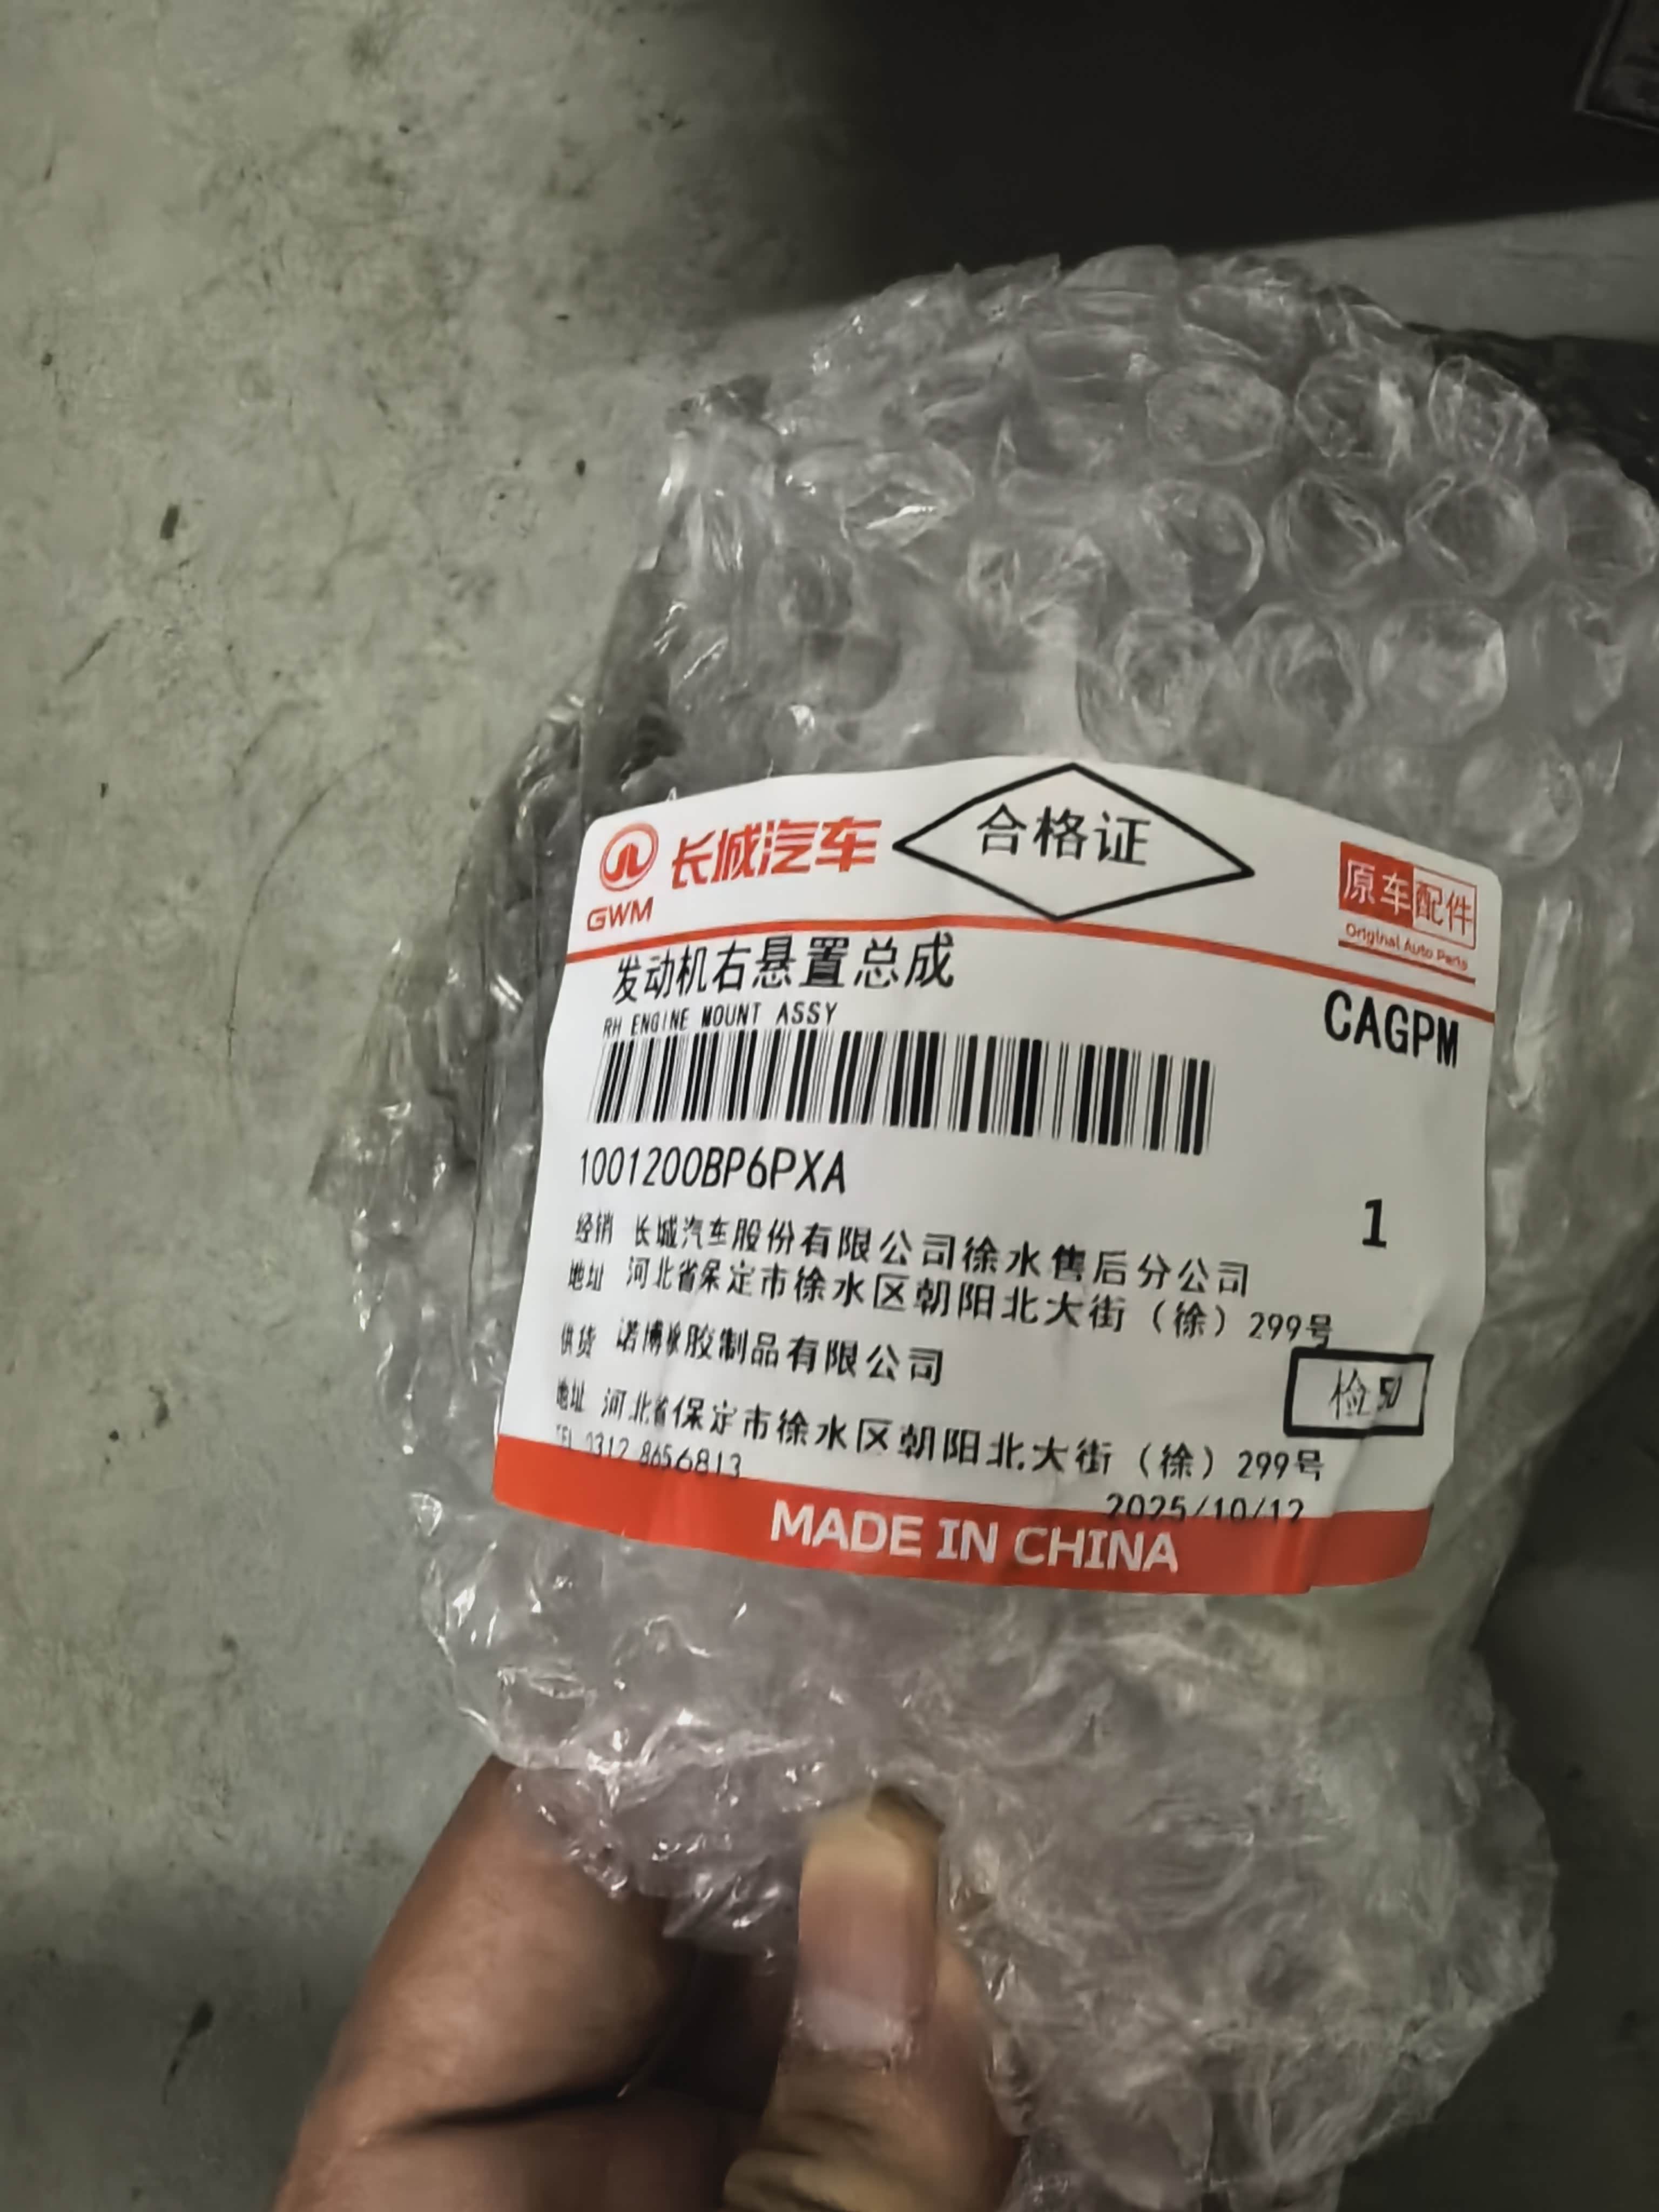 长城汽车
GWM
合格证
原车配件
Original Auto Parts
发动机右悬置总成
RH ENGINE MOUNT ASSY
CAGPM
1001200BP6PXA
1
经销 长城汽车股份有限公司徐水售后分公司
地址 河北省保定市徐水区朝阳北大街（徐）299号
供货 诺博橡胶制品有限公司
检50
地址 河北省保定市徐水区朝阳北大街（徐）299号
TEL 0312 8656813
2025/10/12
MADE IN CHINA